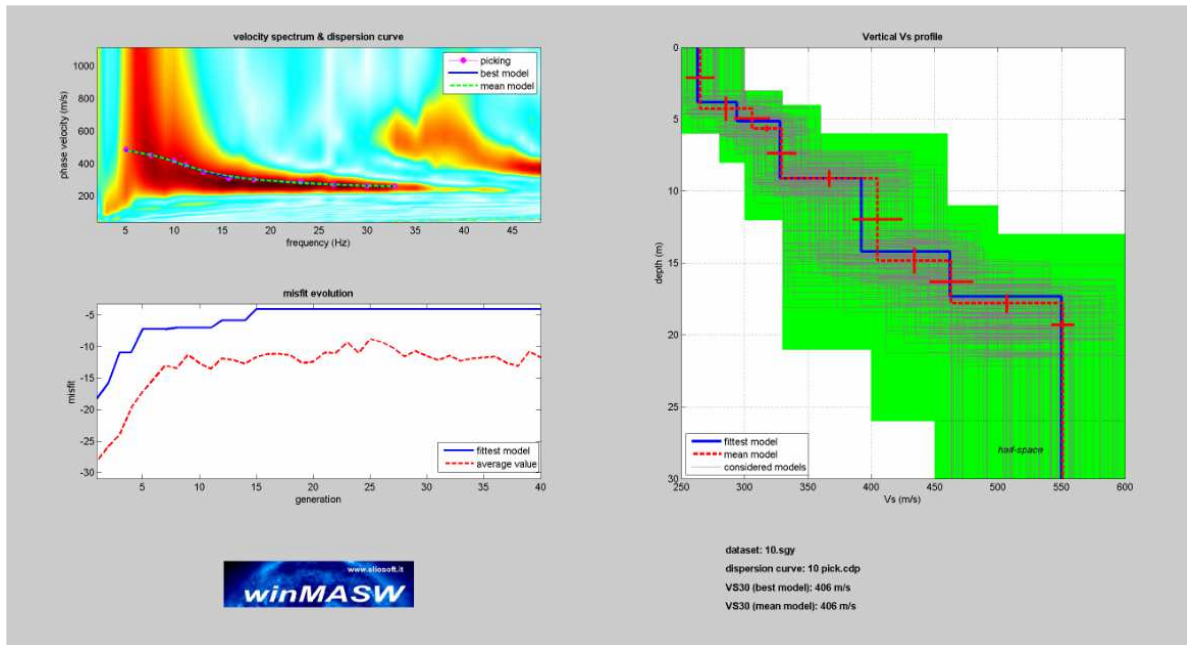 velocity spectrum & dispersion curve
1000
800
600
400
200
phase velocity (m/s)
picking
best model
mean model
5 10 15 20 25 30 35 40 45
frequency (Hz)
misfit evolution
-5
-10
-15
-20
-25
-30
misfit
fittest model
average value
5 10 15 20 25 30 35 40
generation
www.eliosoft.it
winMASW
Vertical Vs profile
0
5
10
15
20
25
30
depth (m)
fittest model
mean model
considered models
half-space
250 300 350 400 450 500 550 600
Vs (m/s)
dataset: 10.sgy
dispersion curve: 10 pick.cdp
VS30 (best model): 406 m/s
VS30 (mean model): 406 m/s